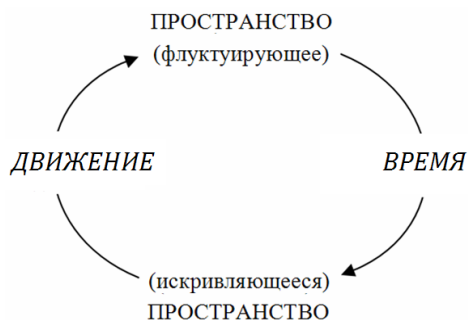 ПРОСТРАНСТВО
(флуктуирующее)
ДВИЖЕНИЕ
ВРЕМЯ
(искривляющееся)
ПРОСТРАНСТВО